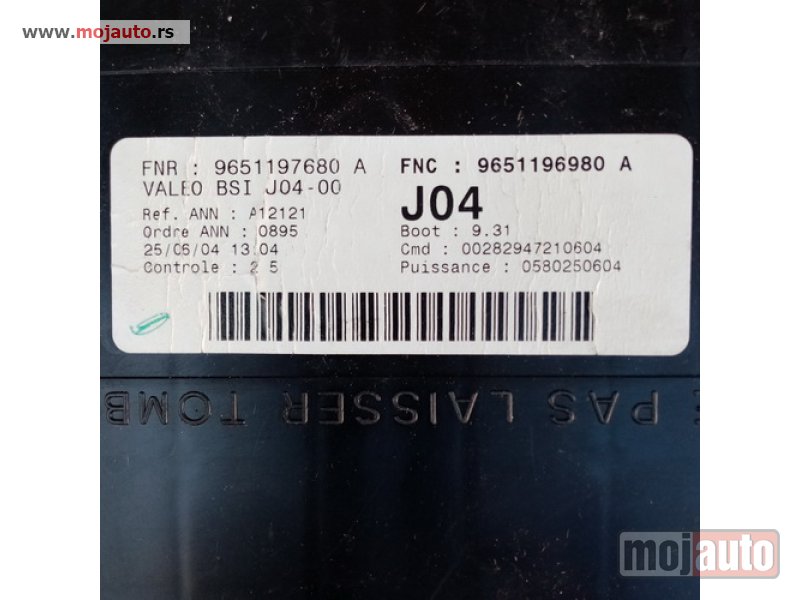 www.mojauto.rs
FNR : 9651197680 A
VALEO BSI J04-00
Ref. ANN : A12121
Ordre ANN : 0895
25/06/04 13:04
Controle : 2 5
FNC : 9651196980 A
J04
Boot : 9.31
Cmd : 00282947210604
Puissance : 0580250604
PAS LAISSER TOMB
mojauto